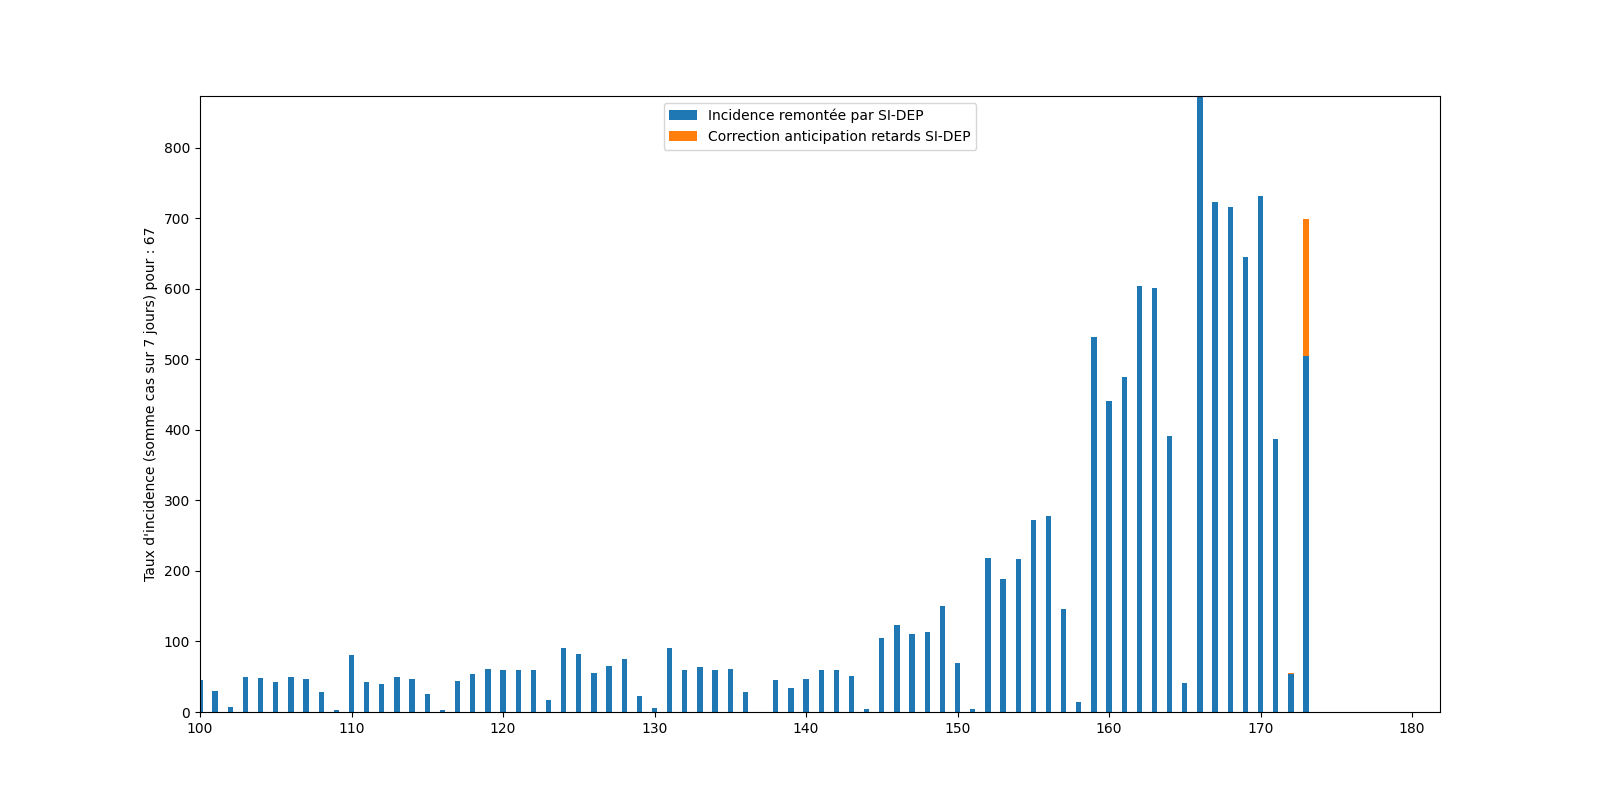 Incidence remontée par SI-DEP
Correction anticipation retards SI-DEP
Taux d'incidence (somme cas sur 7 jours) pour : 67
800
700
600
500
400
300
200
100
0
100 110 120 130 140 150 160 170 180